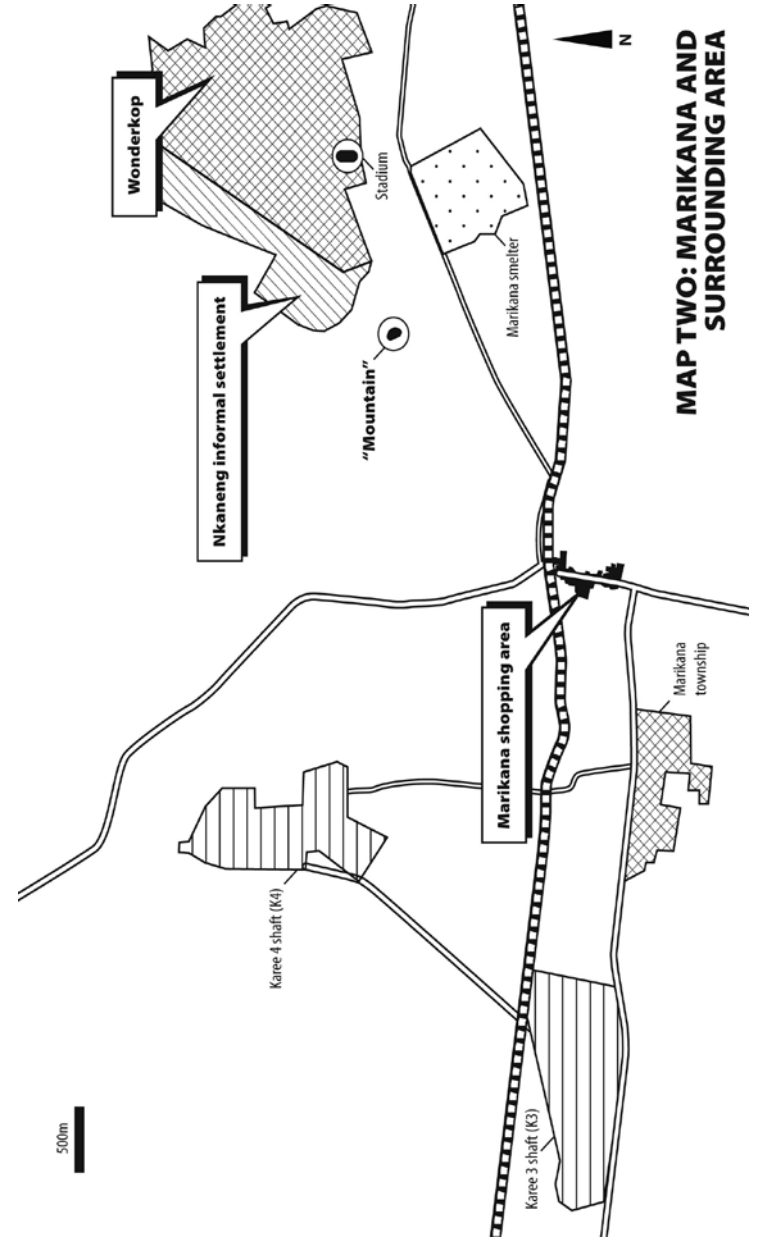 500m
Wonderkop
Nkaneng informal settlement
Karee 4 shaft (K4)
"Mountain"
Stadium
Marikana shopping area
Marikana smelter
Karee 3 shaft (K3)
N
Marikana
township
MAP TWO: MARIKANA AND
SURROUNDING AREA